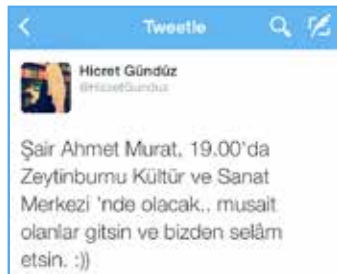 Tweetle
Hicret Gündüz
@HicretGunduz
Şair Ahmet Murat, 19.00'da
Zeytinburnu Kültür ve Sanat
Merkezi 'nde olacak.. musait
olanlar gitsin ve bizden selâm
etsin. :))